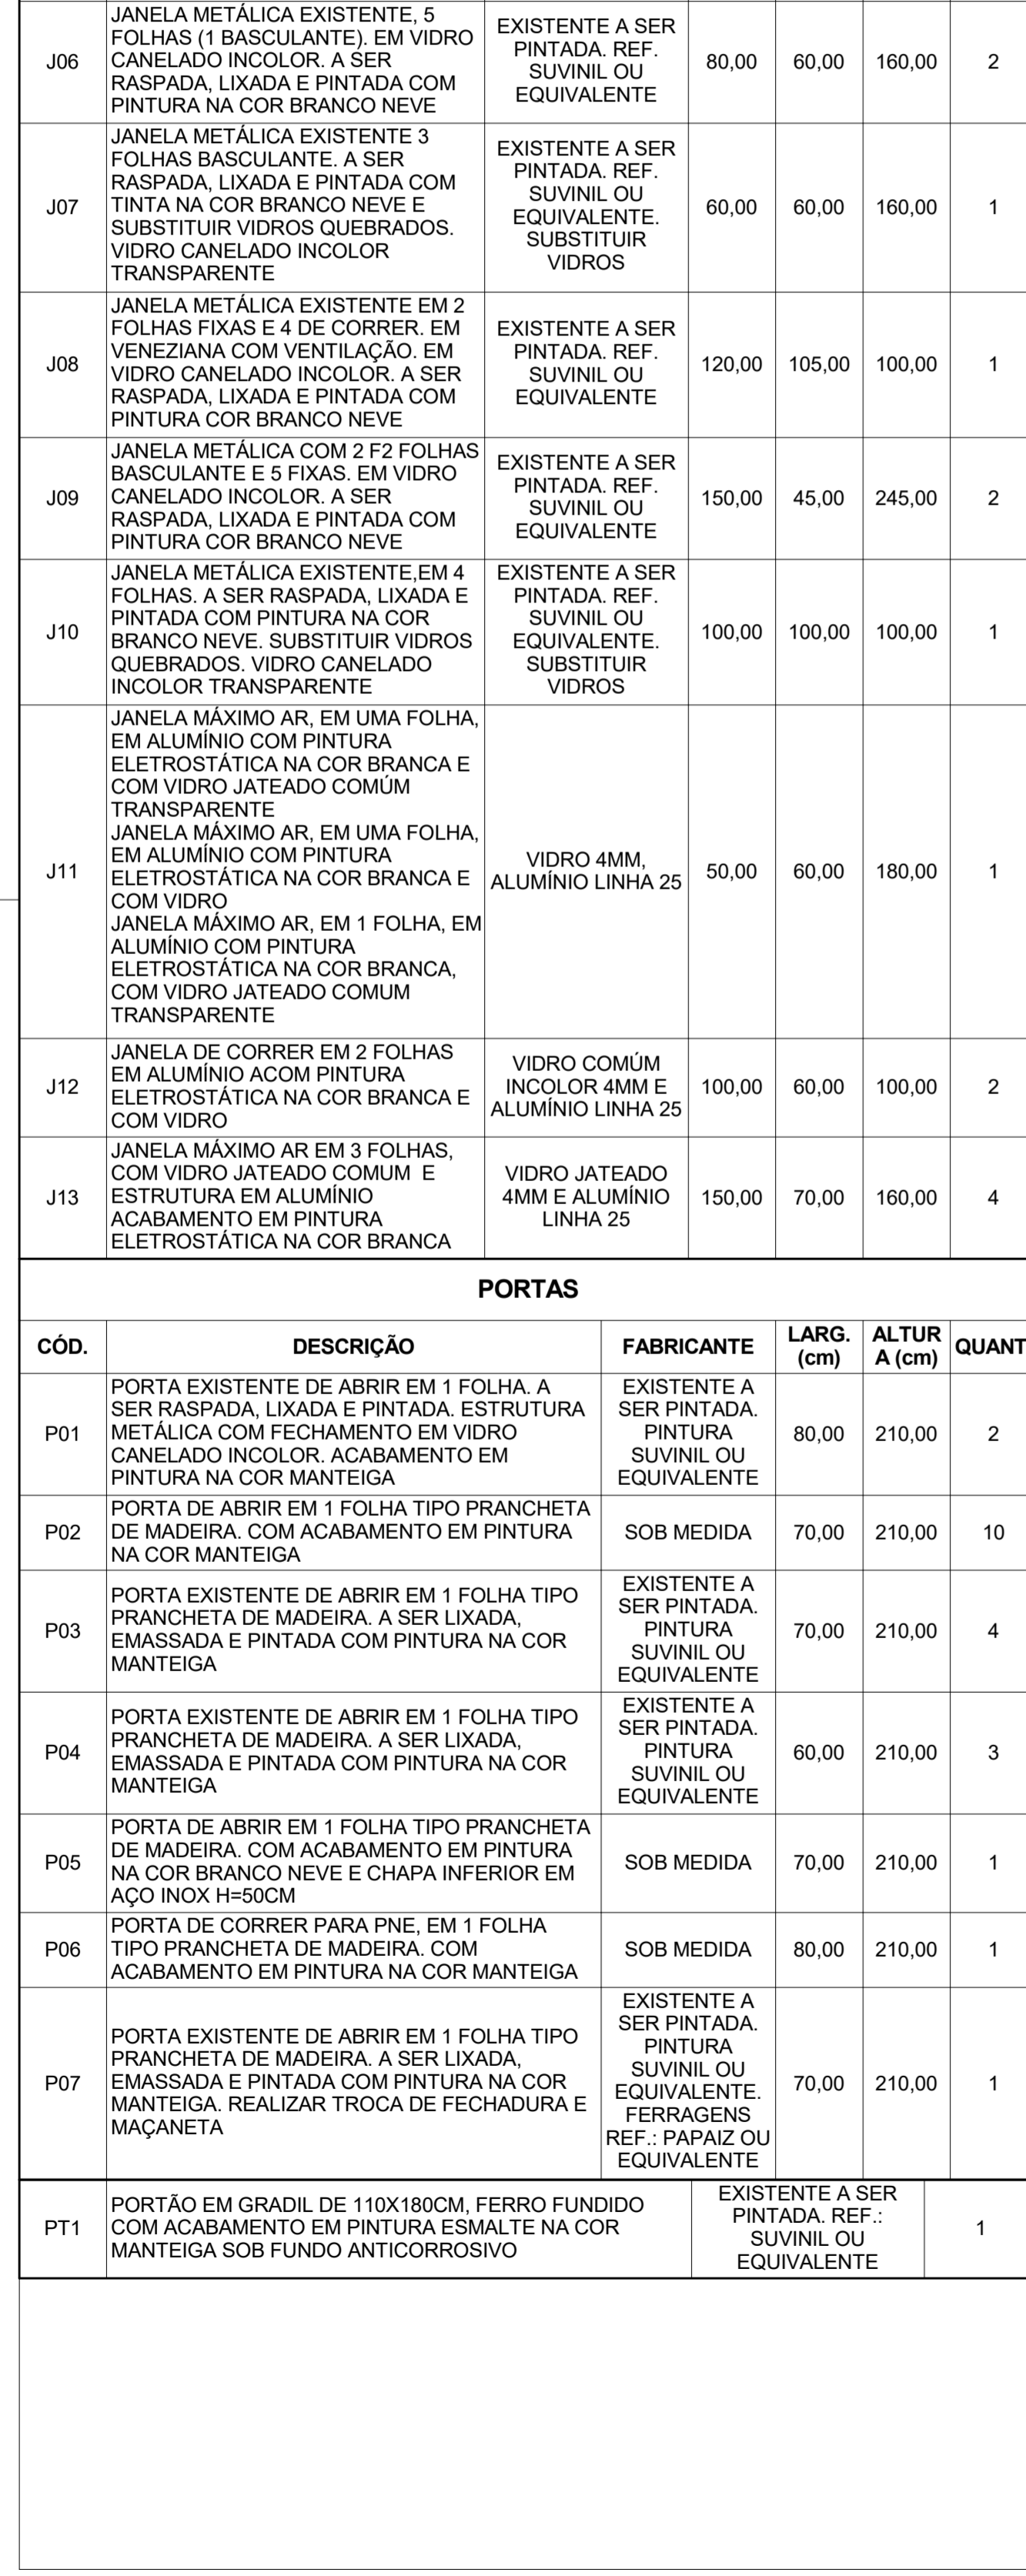 J06
JANELA METÁLICA EXISTENTE, 5
FOLHAS (1 BASCULANTE). EM VIDRO
CANELADO INCOLOR. A SER
RASPADA, LIXADA E PINTADA COM
PINTURA NA COR BRANCO NEVE
EXISTENTE A SER
PINTADA. REF.
SUVINIL OU
EQUIVALENTE
80,00
60,00
160,00
2
J07
JANELA METÁLICA EXISTENTE 3
FOLHAS BASCULANTE. A SER
RASPADA, LIXADA E PINTADA COM
TINTA NA COR BRANCO NEVE E
SUBSTITUIR VIDROS QUEBRADOS.
VIDRO CANELADO INCOLOR
TRANSPARENTE
EXISTENTE A SER
PINTADA. REF.
SUVINIL OU
EQUIVALENTE.
SUBSTITUIR
VIDROS
60,00
60,00
160,00
1
J08
JANELA METÁLICA EXISTENTE EM 2
FOLHAS FIXAS E 4 DE CORRER. EM
VENEZIANA COM VENTILAÇÃO. EM
VIDRO CANELADO INCOLOR. A SER
RASPADA, LIXADA E PINTADA COM
PINTURA COR BRANCO NEVE
EXISTENTE A SER
PINTADA. REF.
SUVINIL OU
EQUIVALENTE
120,00
105,00
100,00
1
J09
JANELA METÁLICA COM 2 F2 FOLHAS
BASCULANTE E 5 FIXAS. EM VIDRO
CANELADO INCOLOR. A SER
RASPADA, LIXADA E PINTADA COM
PINTURA COR BRANCO NEVE
EXISTENTE A SER
PINTADA. REF.
SUVINIL OU
EQUIVALENTE
150,00
45,00
245,00
2
J10
JANELA METÁLICA EXISTENTE,EM 4
FOLHAS. A SER RASPADA, LIXADA E
PINTADA COM PINTURA NA COR
BRANCO NEVE. SUBSTITUIR VIDROS
QUEBRADOS. VIDRO CANELADO
INCOLOR TRANSPARENTE
EXISTENTE A SER
PINTADA. REF.
SUVINIL OU
EQUIVALENTE.
SUBSTITUIR
VIDROS
100,00
100,00
100,00
1
J11
JANELA MÁXIMO AR, EM UMA FOLHA,
EM ALUMÍNIO COM PINTURA
ELETROSTÁTICA NA COR BRANCA E
COM VIDRO JATEADO COMÚM
TRANSPARENTE
JANELA MÁXIMO AR, EM UMA FOLHA,
EM ALUMÍNIO COM PINTURA
ELETROSTÁTICA NA COR BRANCA E
COM VIDRO
JANELA MÁXIMO AR, EM 1 FOLHA, EM
ALUMÍNIO COM PINTURA
ELETROSTÁTICA NA COR BRANCA,
COM VIDRO JATEADO COMUM
TRANSPARENTE
VIDRO 4MM,
ALUMÍNIO LINHA 25
50,00
60,00
180,00
1
J12
JANELA DE CORRER EM 2 FOLHAS
EM ALUMÍNIO ACOM PINTURA
ELETROSTÁTICA NA COR BRANCA E
COM VIDRO
VIDRO COMÚM
INCOLOR 4MM E
ALUMÍNIO LINHA 25
100,00
60,00
100,00
2
J13
JANELA MÁXIMO AR EM 3 FOLHAS,
COM VIDRO JATEADO COMUM E
ESTRUTURA EM ALUMÍNIO
ACABAMENTO EM PINTURA
ELETROSTÁTICA NA COR BRANCA
VIDRO JATEADO
4MM E ALUMÍNIO
LINHA 25
150,00
70,00
160,00
4
PORTAS
CÓD.
DESCRIÇÃO
FABRICANTE
LARG.
(cm)
ALTUR
A (cm)
QUANT
P01
PORTA EXISTENTE DE ABRIR EM 1 FOLHA. A
SER RASPADA, LIXADA E PINTADA. ESTRUTURA
METÁLICA COM FECHAMENTO EM VIDRO
CANELADO INCOLOR. ACABAMENTO EM
PINTURA NA COR MANTEIGA
EXISTENTE A
SER PINTADA.
PINTURA
SUVINIL OU
EQUIVALENTE
80,00
210,00
2
P02
PORTA DE ABRIR EM 1 FOLHA TIPO PRANCHETA
DE MADEIRA. COM ACABAMENTO EM PINTURA
NA COR MANTEIGA
SOB MEDIDA
70,00
210,00
10
P03
PORTA EXISTENTE DE ABRIR EM 1 FOLHA TIPO
PRANCHETA DE MADEIRA. A SER LIXADA,
EMASSADA E PINTADA COM PINTURA NA COR
MANTEIGA
EXISTENTE A
SER PINTADA.
PINTURA
SUVINIL OU
EQUIVALENTE
70,00
210,00
4
P04
PORTA EXISTENTE DE ABRIR EM 1 FOLHA TIPO
PRANCHETA DE MADEIRA. A SER LIXADA,
EMASSADA E PINTADA COM PINTURA NA COR
MANTEIGA
EXISTENTE A
SER PINTADA.
PINTURA
SUVINIL OU
EQUIVALENTE
60,00
210,00
3
P05
PORTA DE ABRIR EM 1 FOLHA TIPO PRANCHETA
DE MADEIRA. COM ACABAMENTO EM PINTURA
NA COR BRANCO NEVE E CHAPA INFERIOR EM
AÇO INOX H=50CM
SOB MEDIDA
70,00
210,00
1
P06
PORTA DE CORRER PARA PNE, EM 1 FOLHA
TIPO PRANCHETA DE MADEIRA. COM
ACABAMENTO EM PINTURA NA COR MANTEIGA
SOB MEDIDA
80,00
210,00
1
P07
PORTA EXISTENTE DE ABRIR EM 1 FOLHA TIPO
PRANCHETA DE MADEIRA. A SER LIXADA,
EMASSADA E PINTADA COM PINTURA NA COR
MANTEIGA. REALIZAR TROCA DE FECHADURA E
MAÇANETA
EXISTENTE A
SER PINTADA.
PINTURA
SUVINIL OU
EQUIVALENTE.
FERRAGENS
REF.: PAPAIZ OU
EQUIVALENTE
70,00
210,00
1
PT1
PORTÃO EM GRADIL DE 110X180CM, FERRO FUNDIDO
COM ACABAMENTO EM PINTURA ESMALTE NA COR
MANTEIGA SOB FUNDO ANTICORROSIVO
EXISTENTE A SER
PINTADA. REF.:
SUVINIL OU
EQUIVALENTE
1